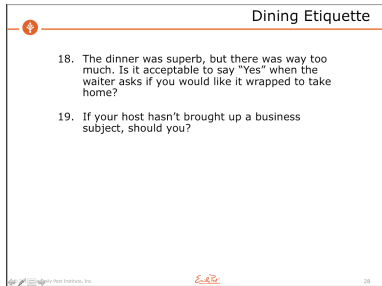 Dining Etiquette
18. The dinner was superb, but there was way too
much. Is it acceptable to say “Yes” when the
waiter asks if you would like it wrapped to take
home?
19. If your host hasn’t brought up a business
subject, should you?
Post Institute, Inc.
Emily Post
28